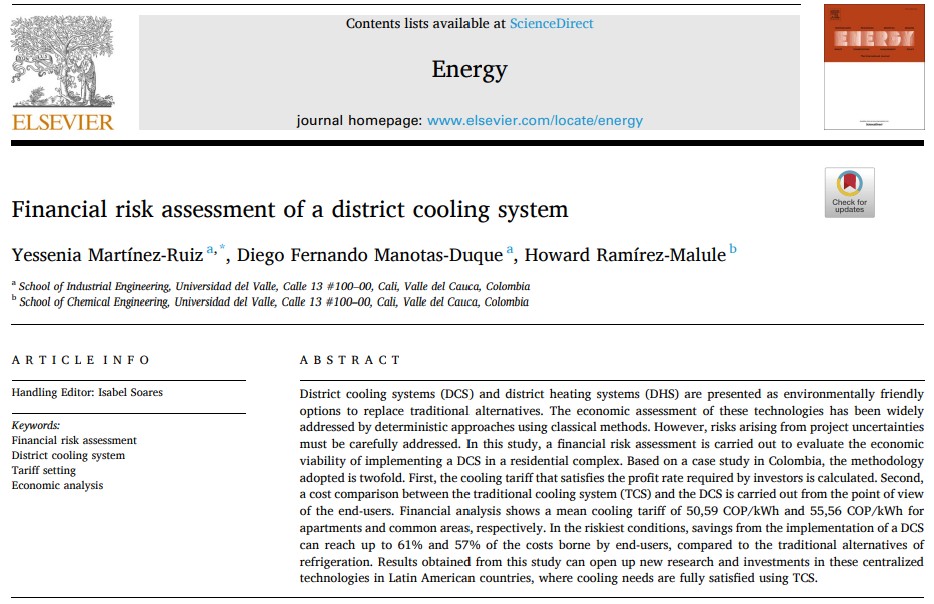 Contents lists available at ScienceDirect
Energy
journal homepage: www.elsevier.com/locate/energy
ELSEVIER
ENERGY
Check for
updates
Financial risk assessment of a district cooling system
Yessenia Martínez-Ruiz a,*, Diego Fernando Manotas-Duque a, Howard Ramírez-Malule b
a School of Industrial Engineering, Universidad del Valle, Calle 13 #100–00, Cali, Valle del Cauca, Colombia
b School of Chemical Engineering, Universidad del Valle, Calle 13 #100–00, Cali, Valle del Cauca, Colombia
ARTICLE INFO
Handling Editor: Isabel Soares
Keywords:
Financial risk assessment
District cooling system
Tariff setting
Economic analysis
ABSTRACT
District cooling systems (DCS) and district heating systems (DHS) are presented as environmentally friendly
options to replace traditional alternatives. The economic assessment of these technologies has been widely
addressed by deterministic approaches using classical methods. However, risks arising from project uncertainties
must be carefully addressed. In this study, a financial risk assessment is carried out to evaluate the economic
viability of implementing a DCS in a residential complex. Based on a case study in Colombia, the methodology
adopted is twofold. First, the cooling tariff that satisfies the profit rate required by investors is calculated. Second,
a cost comparison between the traditional cooling system (TCS) and the DCS is carried out from the point of view
of the end-users. Financial analysis shows a mean cooling tariff of 50,59 COP/kWh and 55,56 COP/kWh for
apartments and common areas, respectively. In the riskiest conditions, savings from the implementation of a DCS
can reach up to 61% and 57% of the costs borne by end-users, compared to the traditional alternatives of
refrigeration. Results obtained from this study can open up new research and investments in these centralized
technologies in Latin American countries, where cooling needs are fully satisfied using TCS.